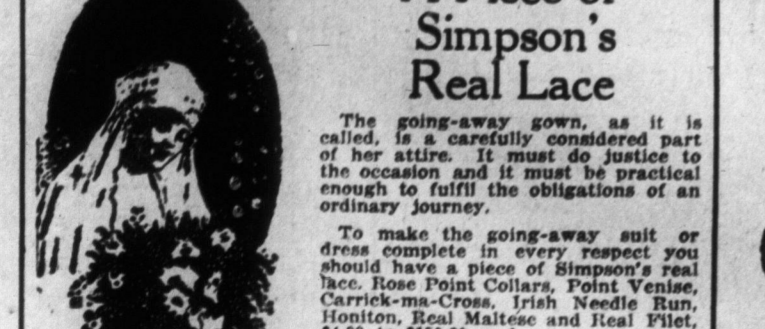 Simpson's
Real Lace
The going-away gown, as it is
called, is a carefully considered part
of her attire. It must do justice to
the occasion and it must be practical
enough to fulfil the obligations of an
ordinary journey.
To make the going-away suit or
dress complete in every respect you
should have a piece of Simpson's real
lace. Rose Point Collars, Point Venise,
Carrick-ma-Cross, Irish Needle Run,
Honiton, Real Maltese and Real Filet,